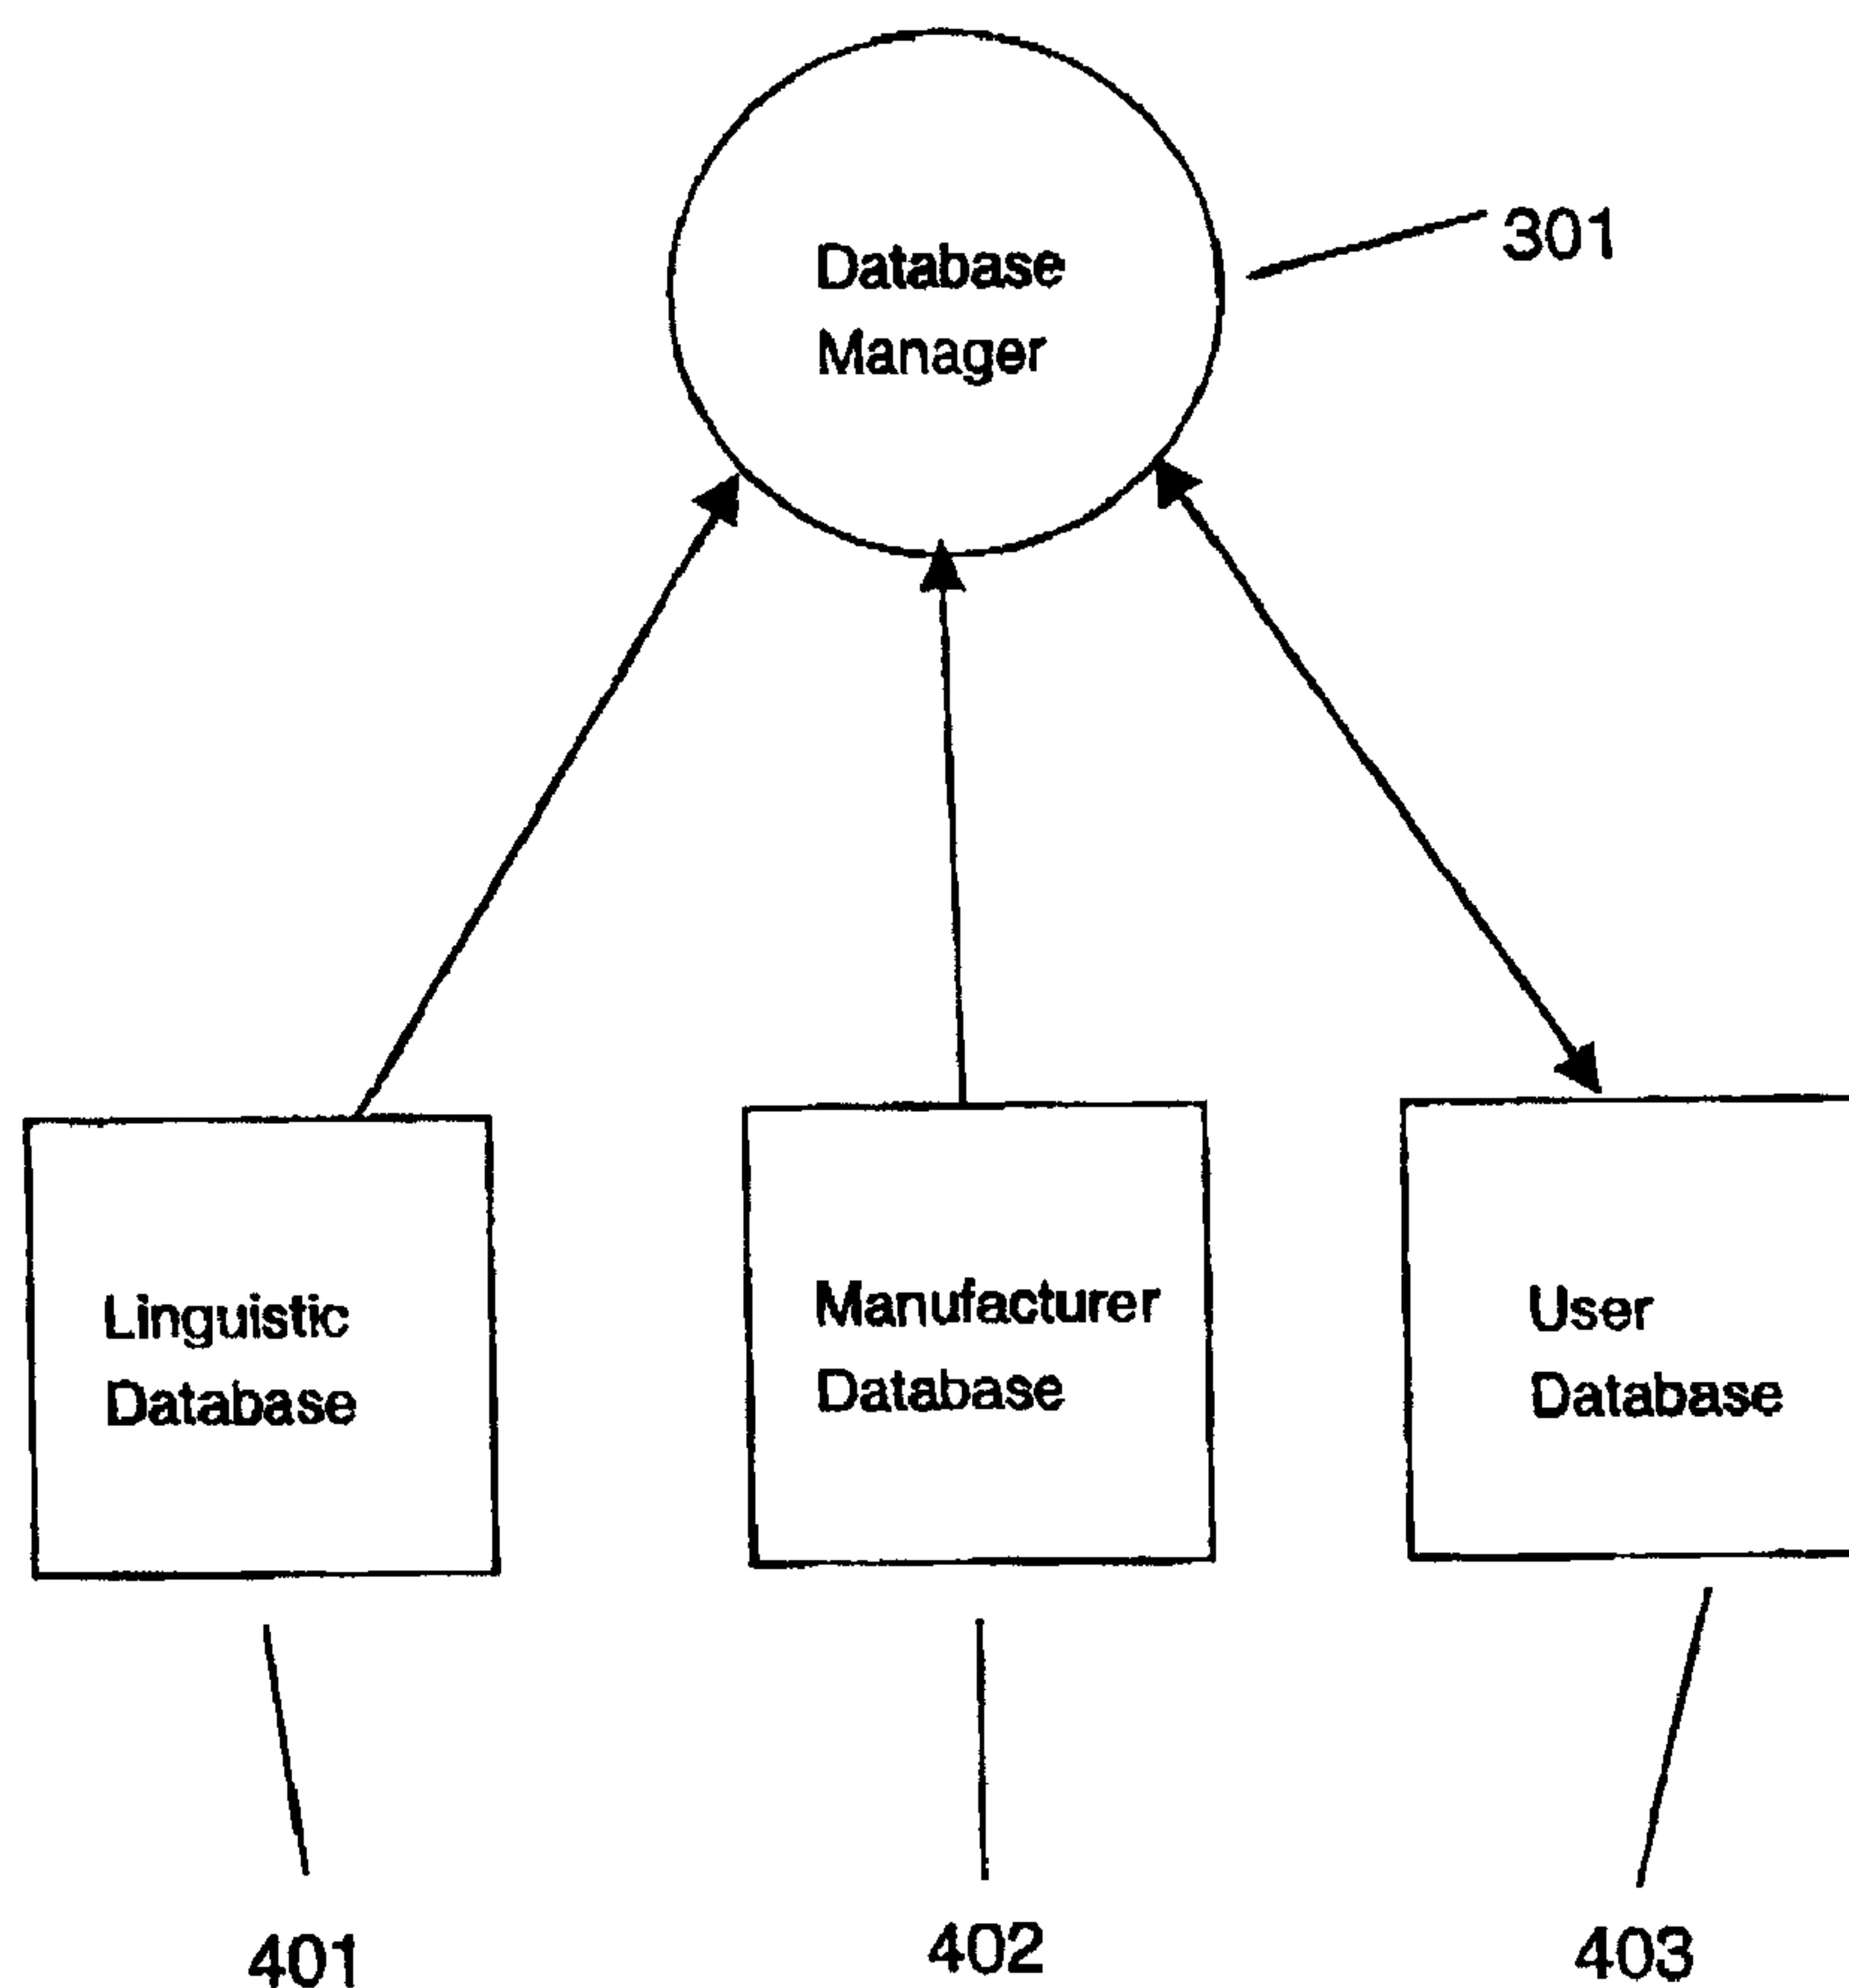 Database
Manager
301
Linguistic
Database
Manufacturer
Database
User
Database
401
402
403